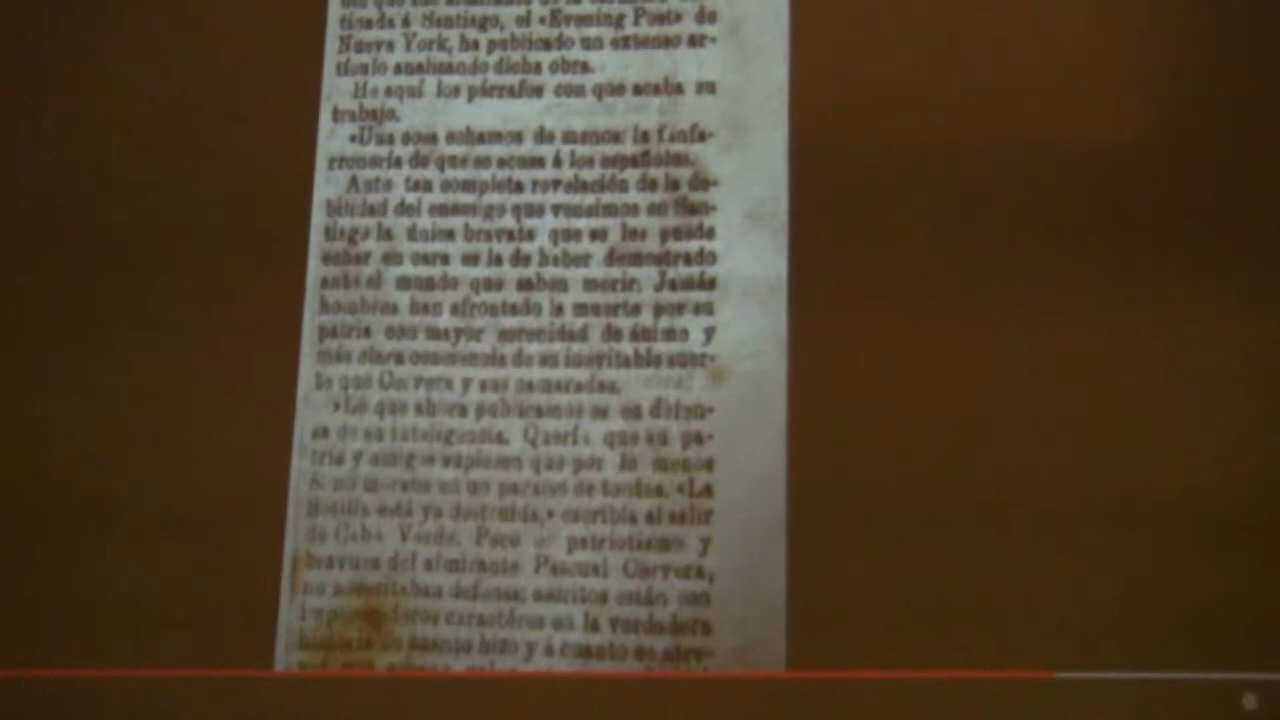 tinada á Santiago, el «Evening Post» de
Nueva York, ha publicado un extenso ar-
tículo analizando dicha obra.
He aquí los párrafos con que acaba su
trabajo.
«Una cosa echamos de menos: la fanfa-
rronería de que se acusa á los españoles.
Ante tan completa revelación de la de-
bilidad del enemigo que vencimos en San-
tiago la única bravata que se les puede
echar en cara es la de haber demostrado
ante el mundo que saben morir. Jamás
hombres han afrontado la muerte por su
patria con mayor serenidad de ánimo y
más clara conciencia de su inevitable suer-
te que Cervera y sus camaradas.
»Lo que ahora publicamos es en defen-
sa de su inteligencia. Quería que su pa-
tria y amigos supiesen que por lo menos
él no moraba en un paraíso de tontos. «La
flotilla está ya destruida,» escribía al salir
de Cabo Verde. Pero patriotismo y
bravura del almirante Pascual Cervera,
no necesitaban defensa; escritos están con
caractéres en la verdadera
historia de cuanto hizo y á cuanto se atre-